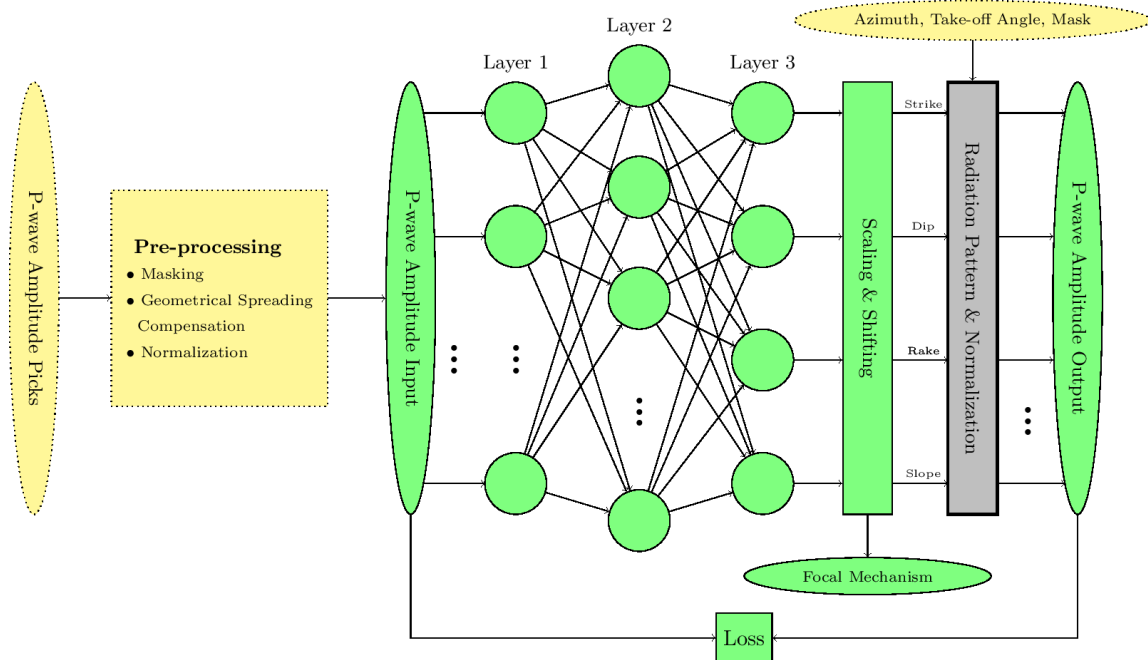 Azimuth, Take-off Angle, Mask
Layer 1
Layer 2
Layer 3
P-wave Amplitude Picks
Pre-processing
• Masking
• Geometrical Spreading
Compensation
• Normalization
P-wave Amplitude Input
Scaling & Shifting
Strike
Dip
Rake
Slope
Radiation Pattern & Normalization
P-wave Amplitude Output
Focal Mechanism
Loss